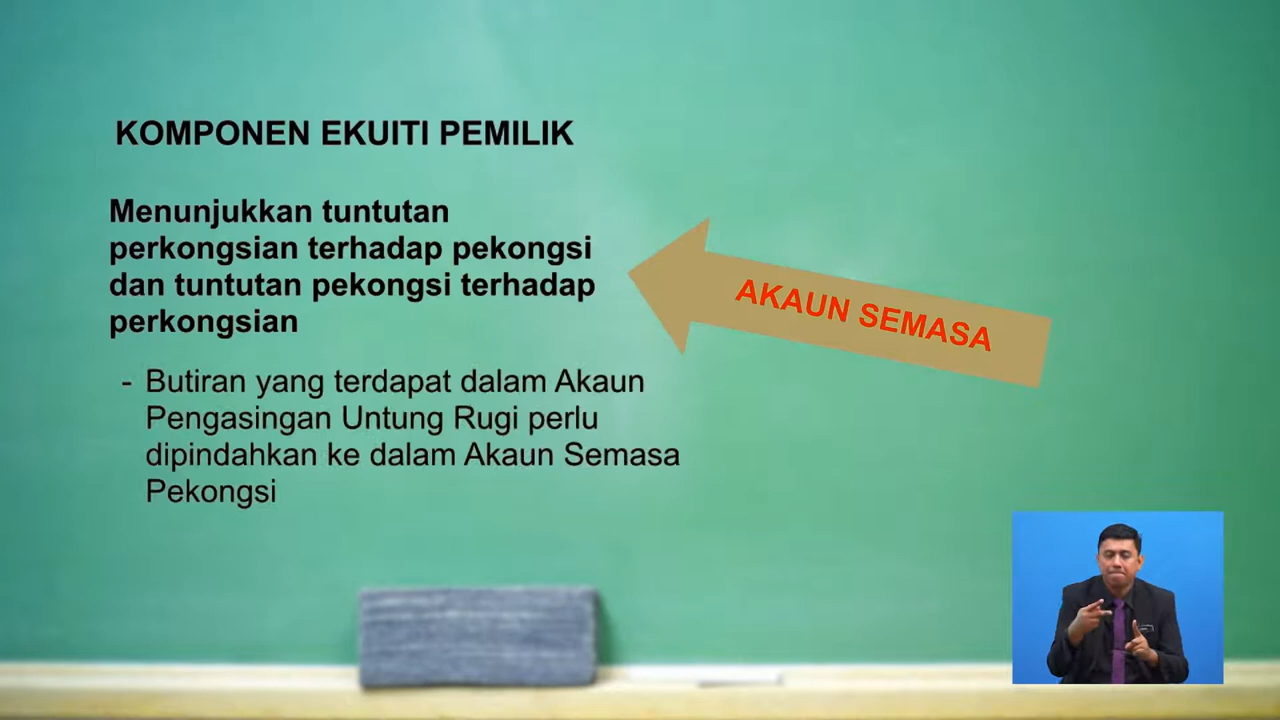 KOMPONEN EKUITI PEMILIK
Menunjukkan tuntutan
perkongsian terhadap pekongsi
dan tuntutan pekongsi terhadap
perkongsian
- Butiran yang terdapat dalam Akaun
Pengasingan Untung Rugi perlu
dipindahkan ke dalam Akaun Semasa
Pekongsi
AKAUN SEMASA